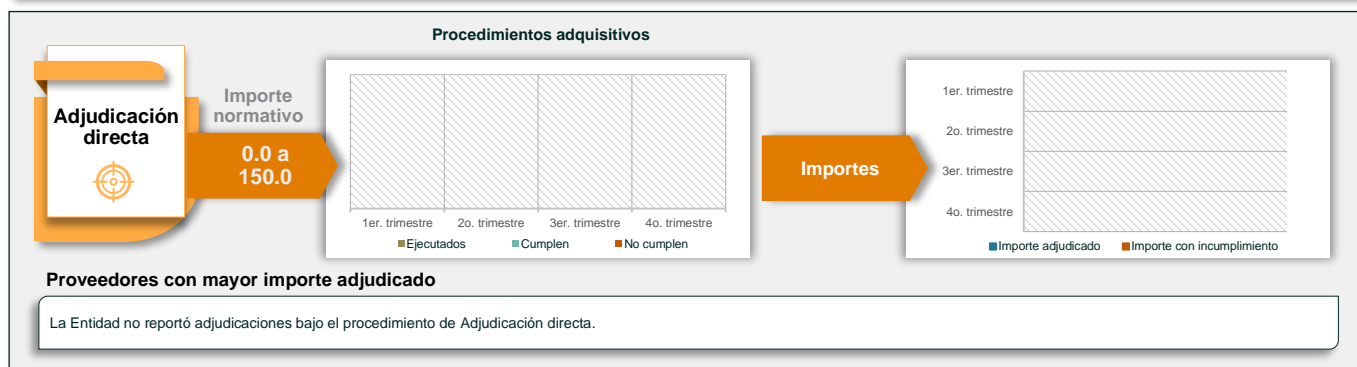 Procedimientos adquisitivos
Adjudicación
directa
Importe
normativo
0.0 a
150.0
1er. trimestre
2o. trimestre
3er. trimestre
4o. trimestre
Ejecutados
Cumplen
No cumplen
Importes
1er. trimestre
2o. trimestre
3er. trimestre
4o. trimestre
Importe adjudicado
Importe con incumplimiento
Proveedores con mayor importe adjudicado
La Entidad no reportó adjudicaciones bajo el procedimiento de Adjudicación directa.